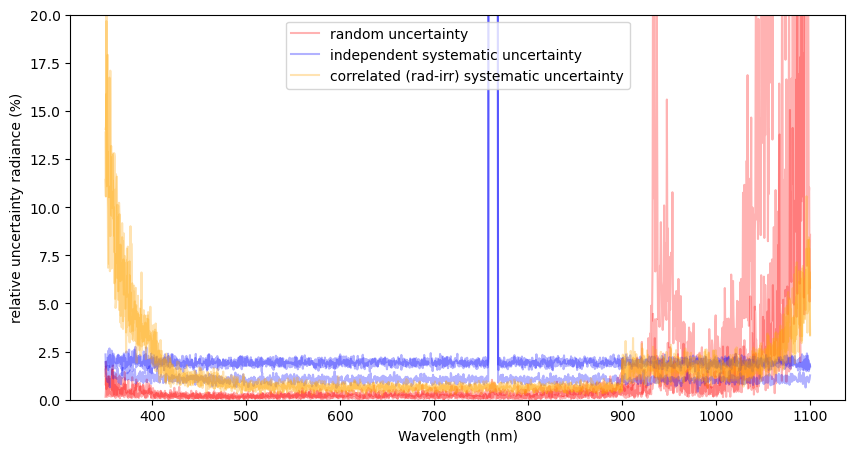 random uncertainty
independent systematic uncertainty
correlated (rad-irr) systematic uncertainty
relative uncertainty radiance (%)
20.0
17.5
15.0
12.5
10.0
7.5
5.0
2.5
0.0
400 500 600 700 800 900 1000 1100
Wavelength (nm)